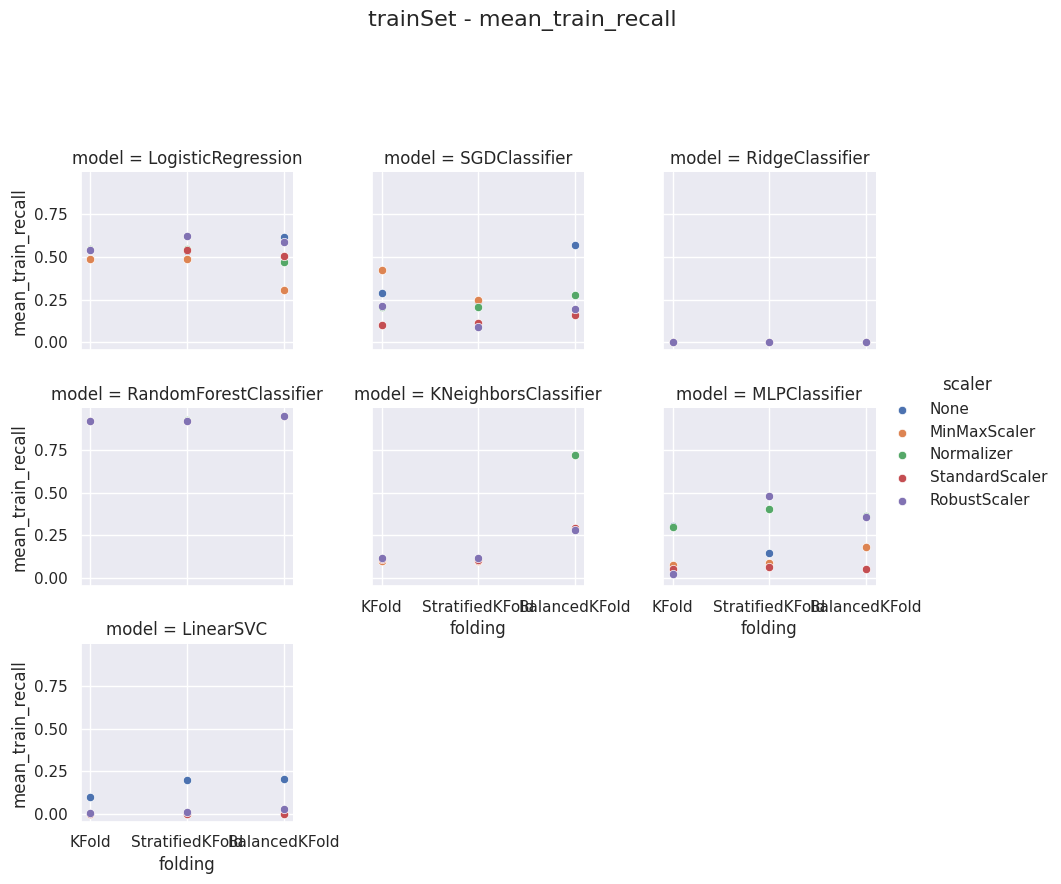 trainSet - mean_train_recall
model = LogisticRegression
model = SGDClassifier
model = RidgeClassifier
mean_train_recall
0.75
0.50
0.25
0.00
model = RandomForestClassifier
model = KNeighborsClassifier
model = MLPClassifier
mean_train_recall
0.75
0.50
0.25
0.00
KFold
StratifiedKFold
BalancedKFold
folding
KFold
StratifiedKFold
BalancedKFold
folding
scaler
None
MinMaxScaler
Normalizer
StandardScaler
RobustScaler
model = LinearSVC
mean_train_recall
0.75
0.50
0.25
0.00
KFold
StratifiedKFold
BalancedKFold
folding